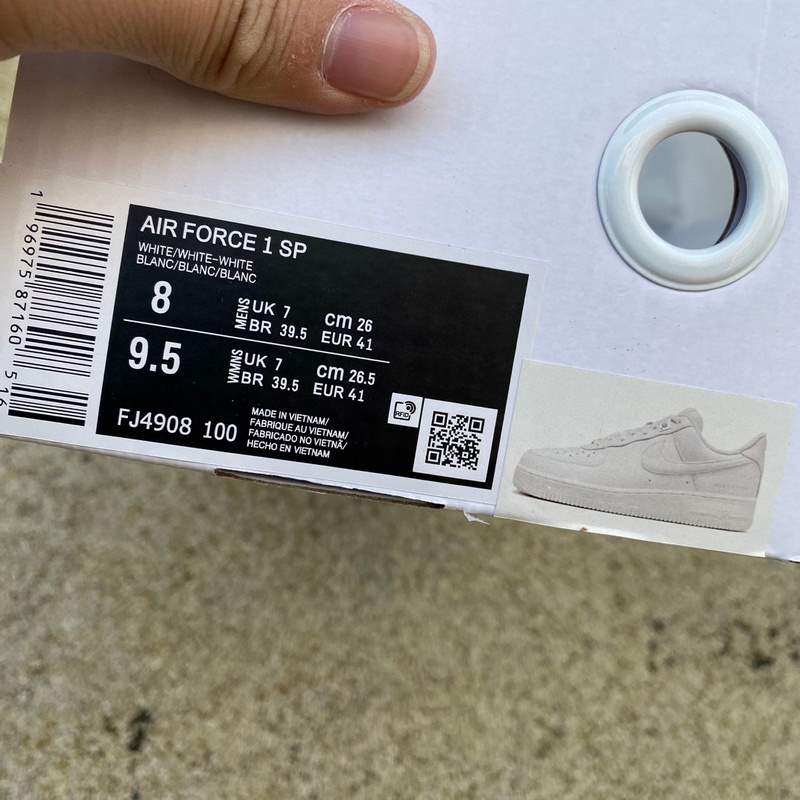 AIR FORCE 1 SP
WHITE/WHITE-WHITE
BLANC/BLANC/BLANC
8
MENS
UK 7
cm 26
BR 39.5
EUR 41
9.5
WMNS
UK 7
cm 26.5
BR 39.5
EUR 41
FJ4908 100
MADE IN VIETNAM/
FABRIQUE AU VIETNAM/
FABRICADO NO VIETNÃ/
HECHO EN VIETNAM
RFID
1 96975 87160 5 16